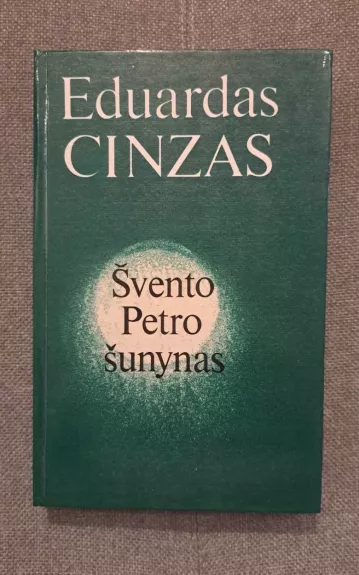 Eduardas
CINZAS
Švento
Petro
šunynas